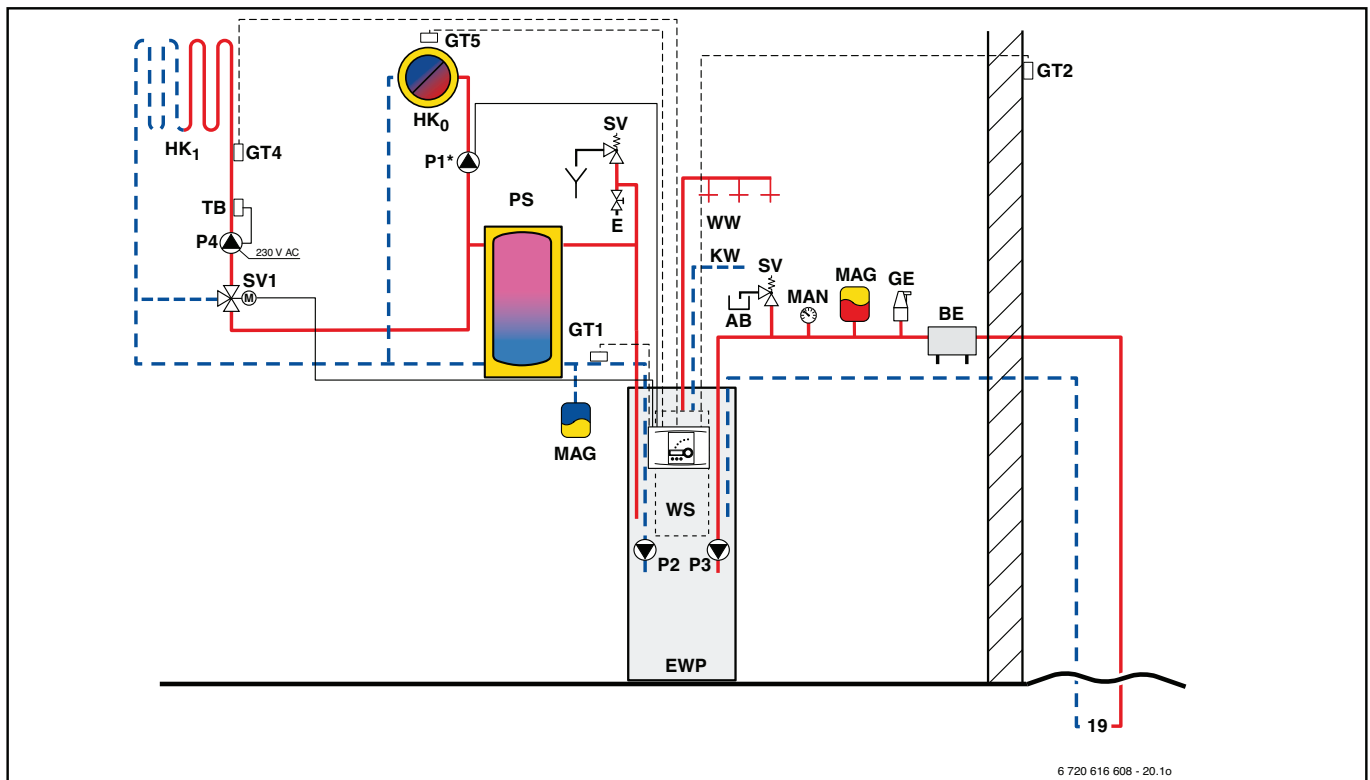 GT5
GT2
HK0
SV
HK1
GT4
P1*
PS
TB
E
WW
P4
230 V AC
KW
SV
SV1
MAG
GE
MAN
AB
BE
GT1
MAG
WS
P2
P3
EWP
19
6 720 616 608 - 20.1o
M